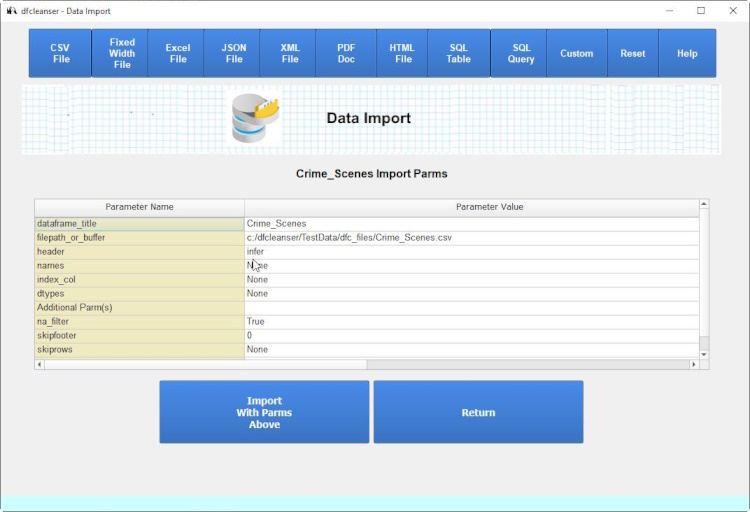 dfcleanser - Data Import
CSV File
Fixed Width File
Excel File
JSON File
XML File
PDF Doc
HTML File
SQL Table
SQL Query
Custom
Reset
Help
Data Import
Crime_Scenes Import Parms
Parameter Name Parameter Value
dataframe_title Crime_Scenes
filepath_or_buffer c:/dfcleanser/TestData/dfc_files/Crime_Scenes.csv
header infer
names None
index_col None
dtypes None
Additional Parm(s)
na_filter True
skipfooter 0
skiprows None
Import
With Parms
Above
Return